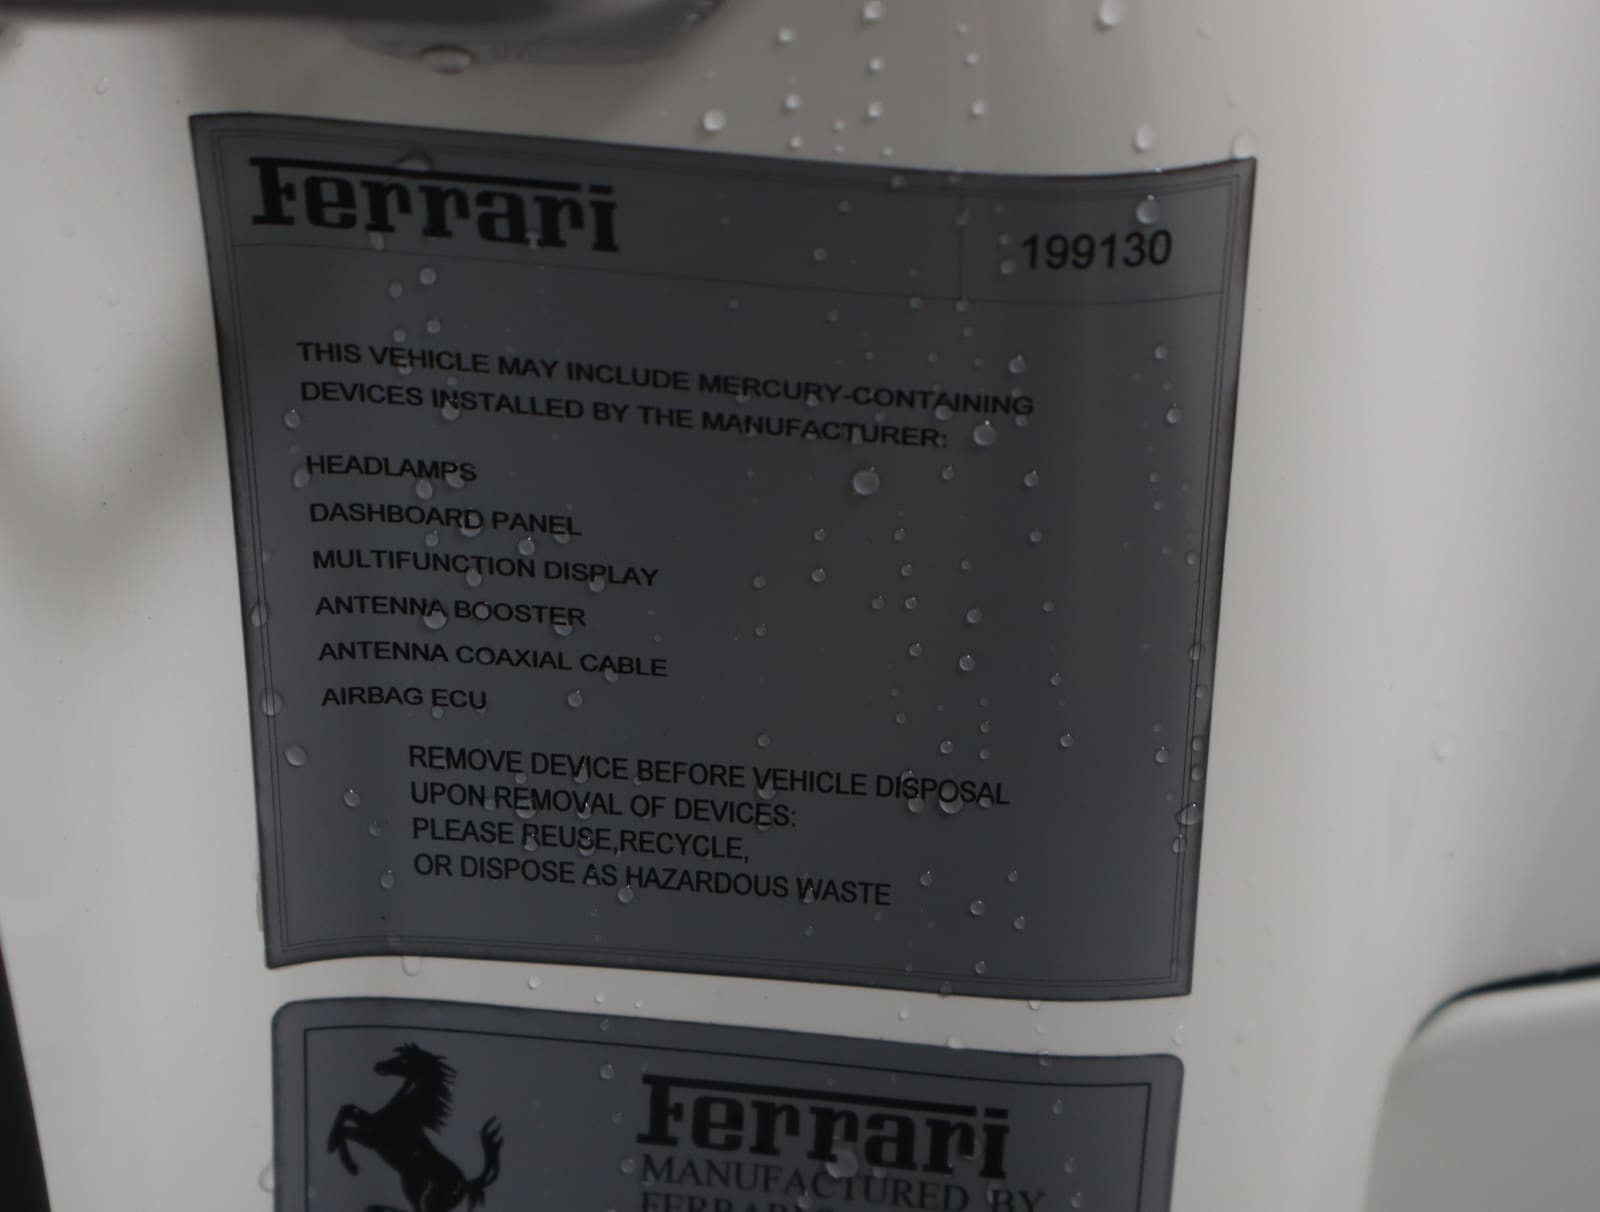 Ferrari
199130
THIS VEHICLE MAY INCLUDE MERCURY-CONTAINING
DEVICES INSTALLED BY THE MANUFACTURER:
HEADLAMPS
DASHBOARD PANEL
MULTIFUNCTION DISPLAY
ANTENNA BOOSTER
ANTENNA COAXIAL CABLE
AIRBAG ECU
REMOVE DEVICE BEFORE VEHICLE DISPOSAL
UPON REMOVAL OF DEVICES:
PLEASE REUSE,RECYCLE,
OR DISPOSE AS HAZARDOUS WASTE
Ferrari
MANUFACTURED BY